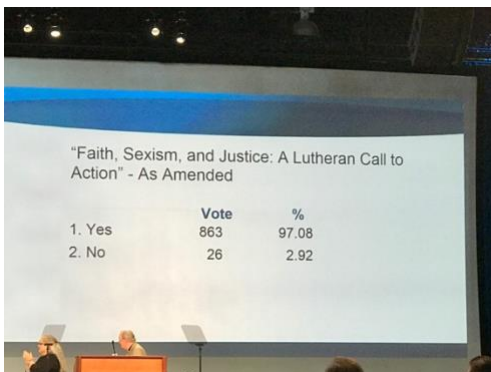 "Faith, Sexism, and Justice: A Lutheran Call to
Action" - As Amended
Vote %
1. Yes 863 97.08
2. No 26 2.92